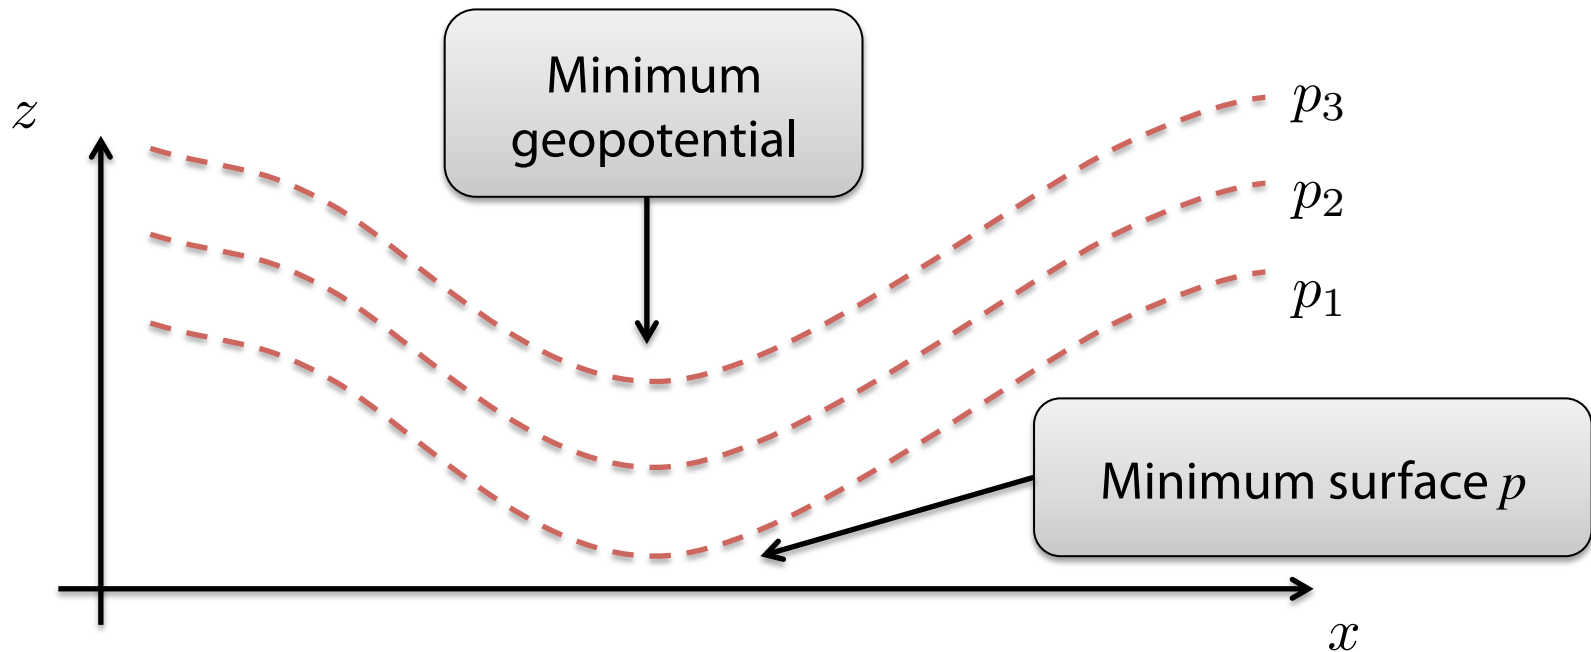 Minimum
geopotential
z
p₃
p₂
p₁
Minimum surface p
x